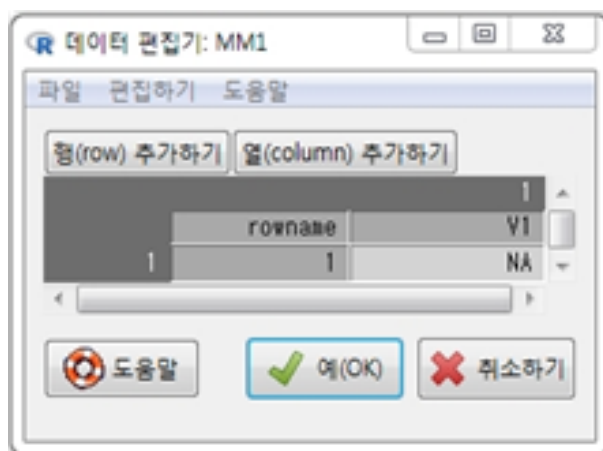 데이터 편집기: MM1
파일 편집하기 도움말
행(row) 추가하기 열(column) 추가하기
1
rowname V1
1 1 NA
도움말 예(OK) 취소하기